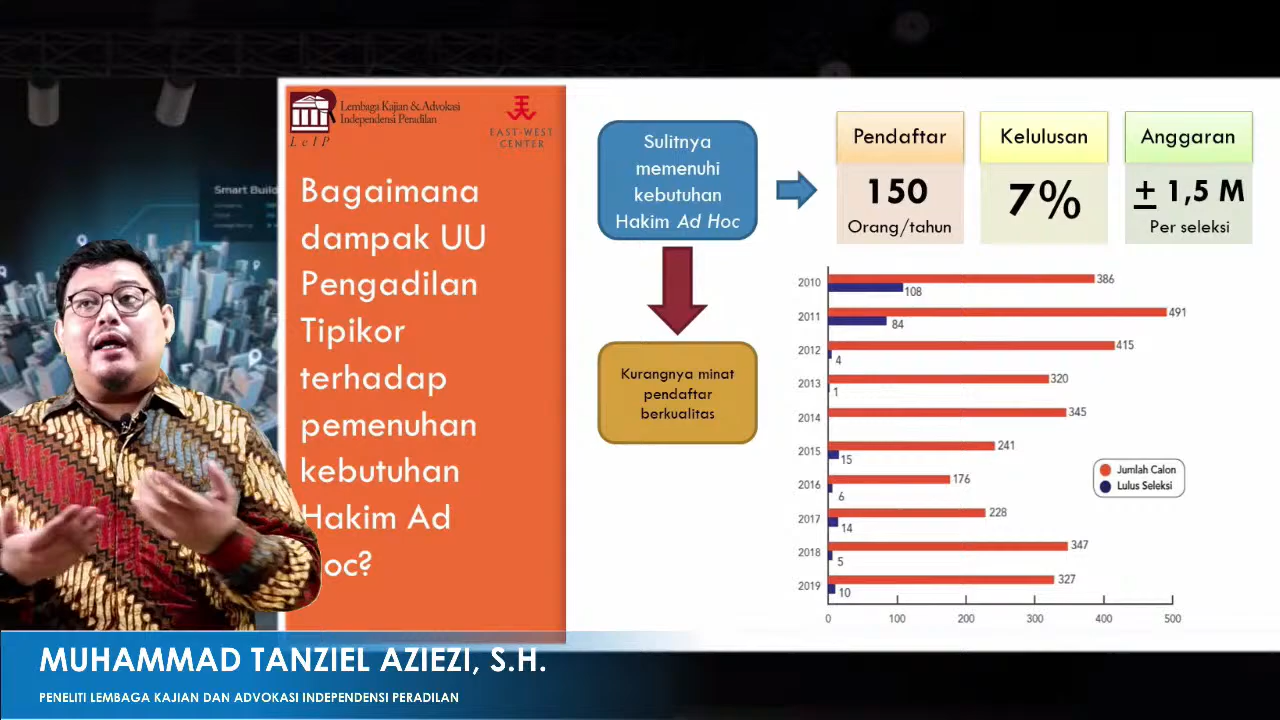 Smart Build
Lembaga Kajian & Advokasi
Independensi Peradilan
LeIP
EAST-WEST
CENTER
Bagaimana
dampak UU
Pengadilan
Tipikor
terhadap
pemenuhan
kebutuhan
Hakim Ad
oc?
Sulitnya
memenuhi
kebutuhan
Hakim Ad Hoc
Kurangnya minat
pendaftar
berkualitas
Pendaftar
150
Orang/tahun
Kelulusan
7%
Anggaran
± 1,5 M
Per seleksi
2010
386
108
2011
491
84
2012
415
4
2013
320
1
2014
345
2015
241
15
2016
176
6
2017
228
14
2018
347
5
2019
327
10
0 100 200 300 400 500
Jumlah Calon
Lulus Seleksi
MUHAMMAD TANZIEL AZIEZI, S.H.
PENELITI LEMBAGA KAJIAN DAN ADVOKASI INDEPENDENSI PERADILAN